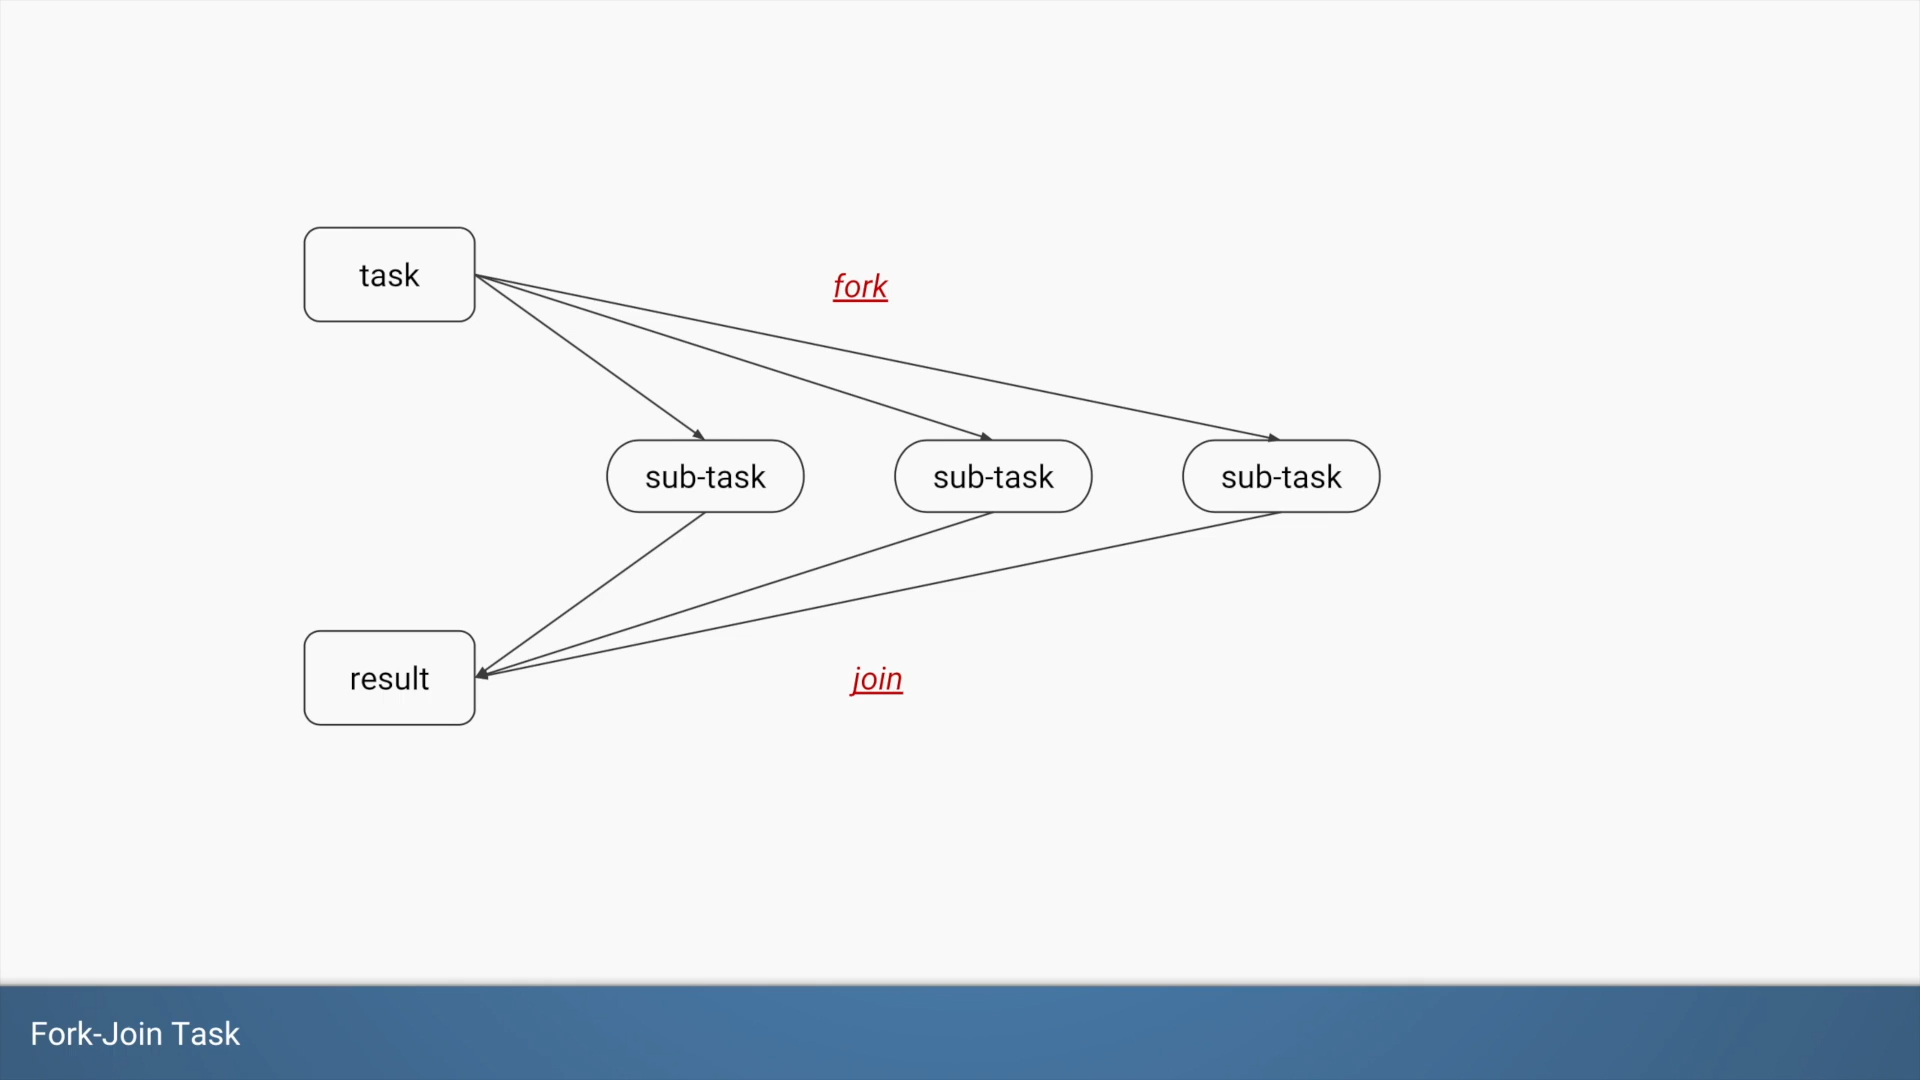 task
fork
sub-task
sub-task
sub-task
result
join
Fork-Join Task